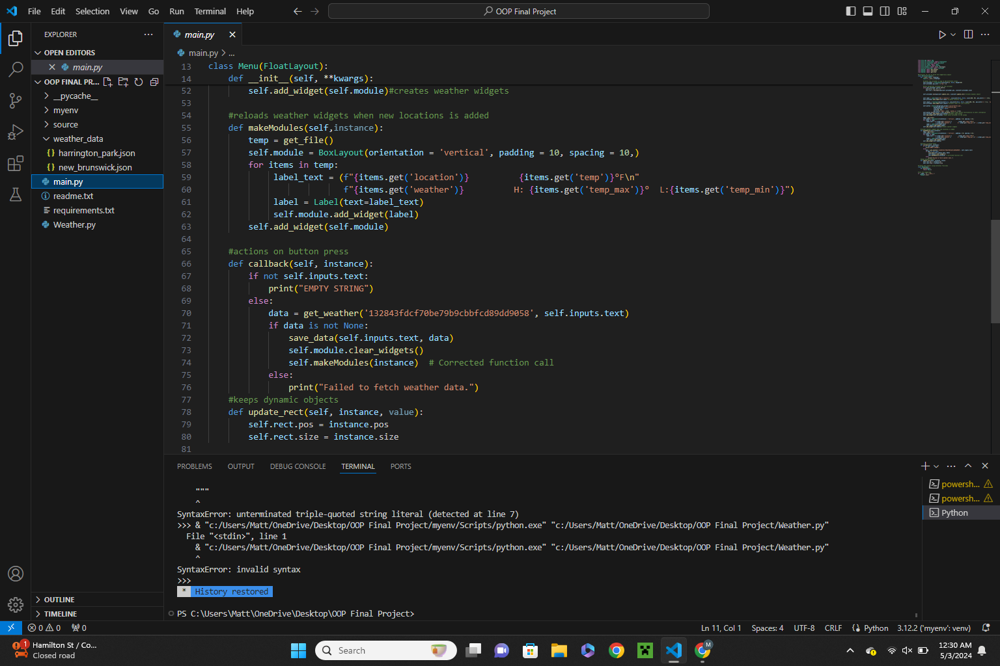 File Edit Selection View Go Run Terminal Help
OOP Final Project
EXPLORER
OPEN EDITORS
main.py
OOP FINAL PR...
__pycache__
myenv
source
weather_data
{} harrington_park.json
{} new_brunswick.json
main.py
readme.txt
requirements.txt
Weather.py
OUTLINE
TIMELINE
main.py
main.py > ...
13 class Menu(FloatLayout):
14 def __init__(self, **kwargs):
52 self.add_widget(self.module)#creates weather widgets
53
54 #reloads weather widgets when new locations is added
55 def makeModules(self,instance):
56 temp = get_file()
57 self.module = BoxLayout(orientation = 'vertical', padding = 10, spacing = 10,)
58 for items in temp:
59 label_text = (f"{items.get('location')} {items.get('temp')}°F\n"
60 f"{items.get('weather')} H: {items.get('temp_max')}° L:{items.get('temp_min')}")
61 label = Label(text=label_text)
62 self.module.add_widget(label)
63 self.add_widget(self.module)
64
65 #actions on button press
66 def callback(self, instance):
67 if not self.inputs.text:
68 print("EMPTY STRING")
69 else:
70 data = get_weather('132843fdcf70be79b9cbbfcd89dd9058', self.inputs.text)
71 if data is not None:
72 save_data(self.inputs.text, data)
73 self.module.clear_widgets()
74 self.makeModules(instance) # Corrected function call
75 else:
76 print("Failed to fetch weather data.")
77 #keeps dynamic objects
78 def update_rect(self, instance, value):
79 self.rect.pos = instance.pos
80 self.rect.size = instance.size
81
PROBLEMS OUTPUT DEBUG CONSOLE TERMINAL PORTS
"""
^
SyntaxError: unterminated triple-quoted string literal (detected at line 7)
>>> & "c:/Users/Matt/OneDrive/Desktop/OOP Final Project/myenv/Scripts/python.exe" "c:/Users/Matt/OneDrive/Desktop/OOP Final Project/Weather.py"
File "<stdin>", line 1
& "c:/Users/Matt/OneDrive/Desktop/OOP Final Project/myenv/Scripts/python.exe" "c:/Users/Matt/OneDrive/Desktop/OOP Final Project/Weather.py"
^
SyntaxError: invalid syntax
>>>
* History restored
PS C:\Users\Matt\OneDrive\Desktop\OOP Final Project>
powersh...
powersh...
Python
0 0 0
Ln 11, Col 1 Spaces: 4 UTF-8 CRLF Python 3.12.2 ('myenv': venv)
1
Hamilton St / Co...
Closed road
Search
M
12:30 AM
5/3/2024